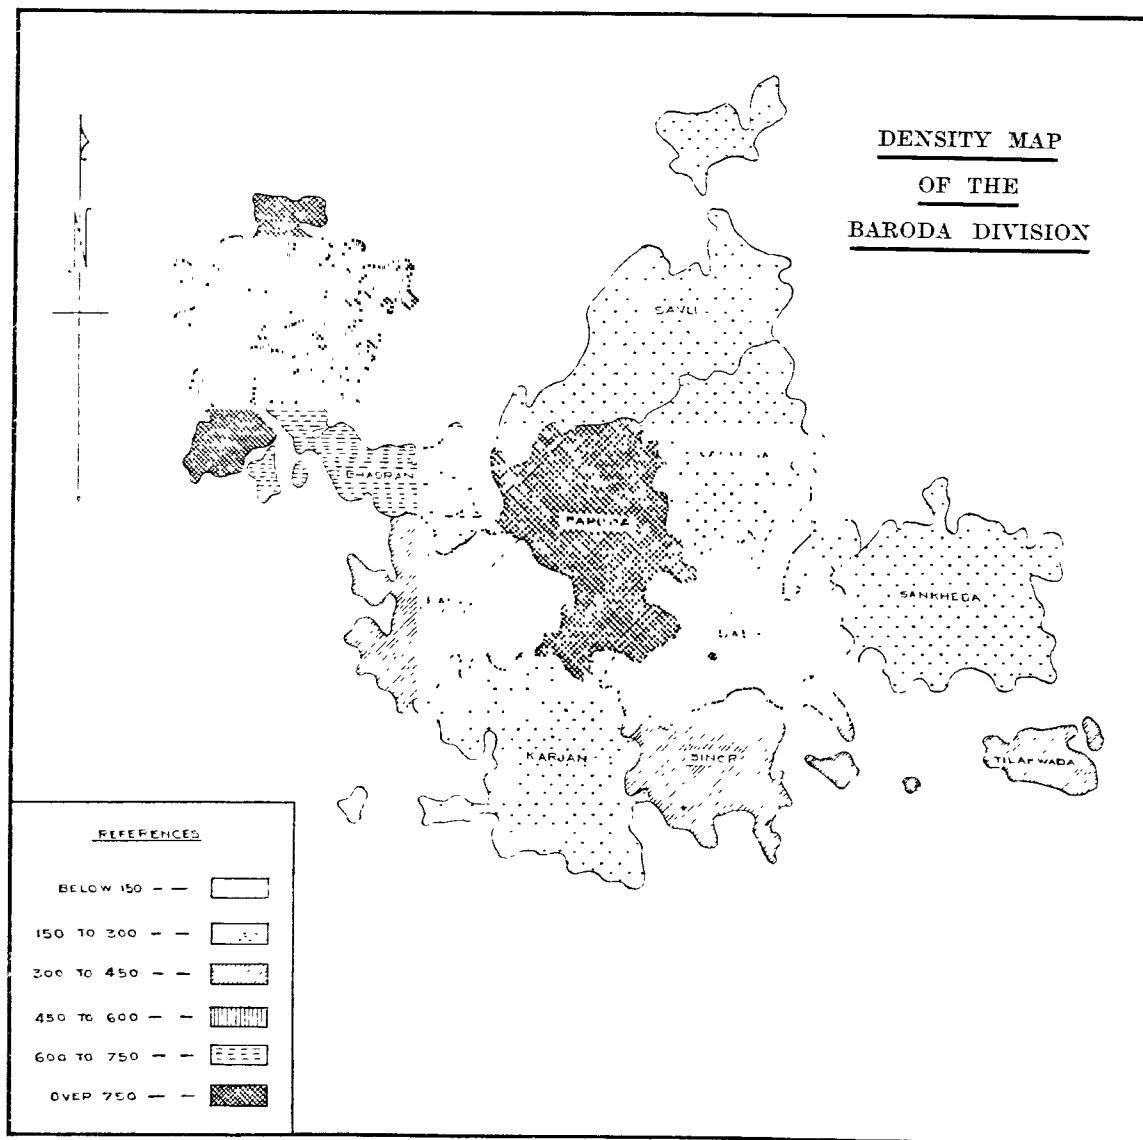 DENSITY MAP
OF THE
BARODA DIVISION
SAVLI
BHADRAN
SANKHEDA
KARJAN
SINOR
TILAKWADA
REFERENCES
BELOW 150 — —
150 TO 300 — —
300 TO 450 — —
450 TO 600 — —
600 TO 750 — —
OVER 750 — —